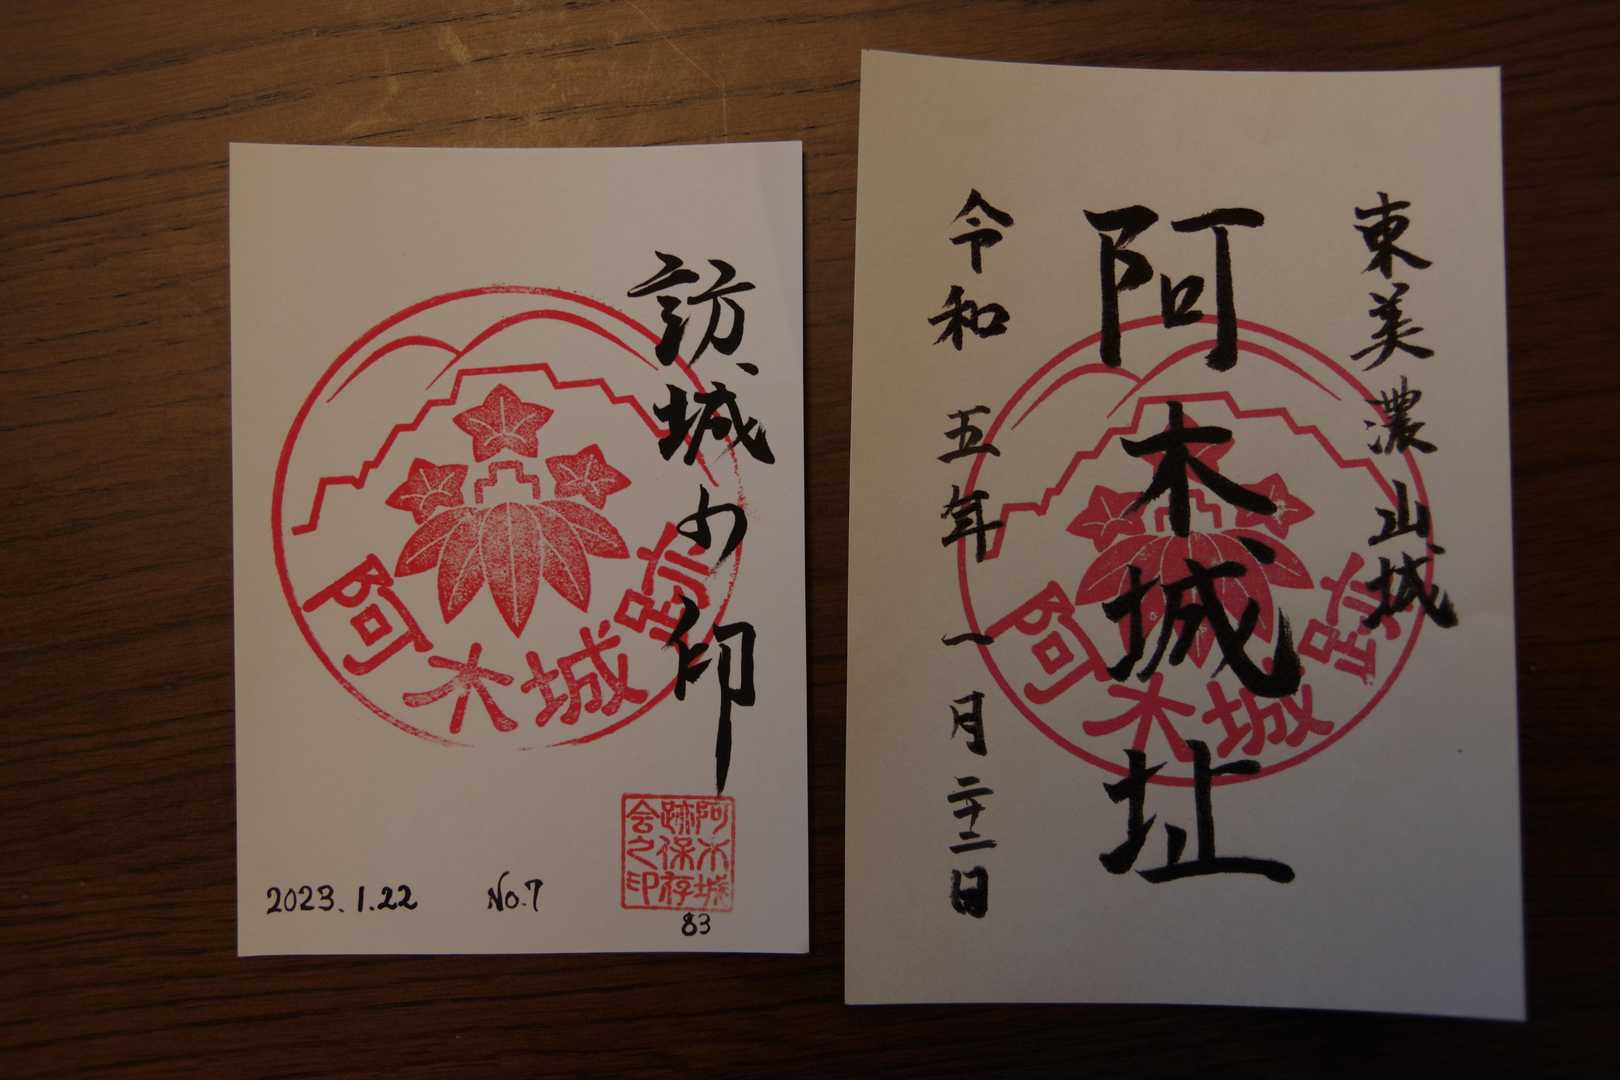 訪城の印
阿木城跡
阿木城
跡保存
会之印
2023.1.22 No.7
83
東美濃山城
阿木城址
令和五年一月二十二日
阿木城跡